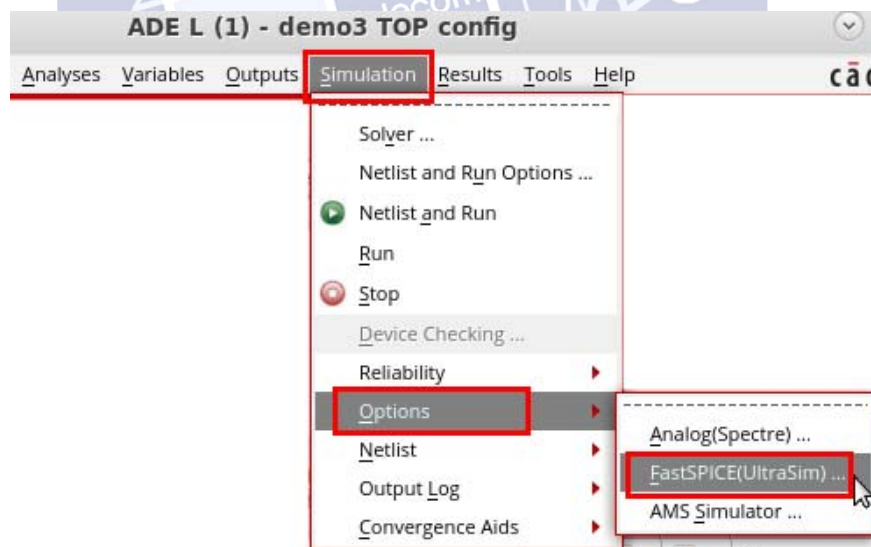 ADE L (1) - demo3 TOP config
Analyses Variables Outputs Simulation Results Tools Help
Solver ...
Netlist and Run Options ...
Netlist and Run
Run
Stop
Device Checking ...
Reliability
Options
Netlist
Output Log
Convergence Aids
Analog(Spectre) ...
FastSPICE(UltraSim) ...
AMS Simulator ...